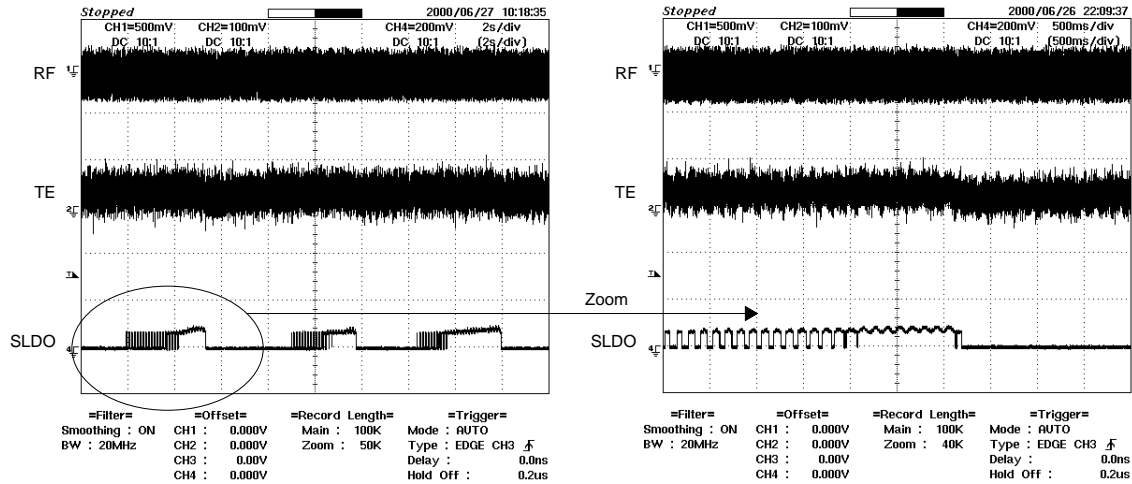 Stopped 2000/06/27 10:18:35
CH1=500mV CH2=100mV CH4=200mV 2s/div
DC 10:1 DC 10:1 DC 10:1 (2s/div)
RF
TE
SLDO
=Filter= =Offset= =Record Length= =Trigger=
Smoothing : ON CH1 : 0.000V Main : 100K Mode : AUTO
BW : 20MHz CH2 : 0.000V Zoom : 50K Type : EDGE CH3
CH3 : 0.00V Delay : 0.0ns
CH4 : 0.000V Hold Off : 0.2us
Zoom
Stopped 2000/06/26 22:09:37
CH1=500mV CH2=100mV CH4=200mV 500ms/div
DC 10:1 DC 10:1 DC 10:1 (500ms/div)
RF
TE
SLDO
=Filter= =Offset= =Record Length= =Trigger=
Smoothing : ON CH1 : 0.000V Main : 100K Mode : AUTO
BW : 20MHz CH2 : 0.000V Zoom : 40K Type : EDGE CH3
CH3 : 0.00V Delay : 0.0ns
CH4 : 0.000V Hold Off : 0.2us